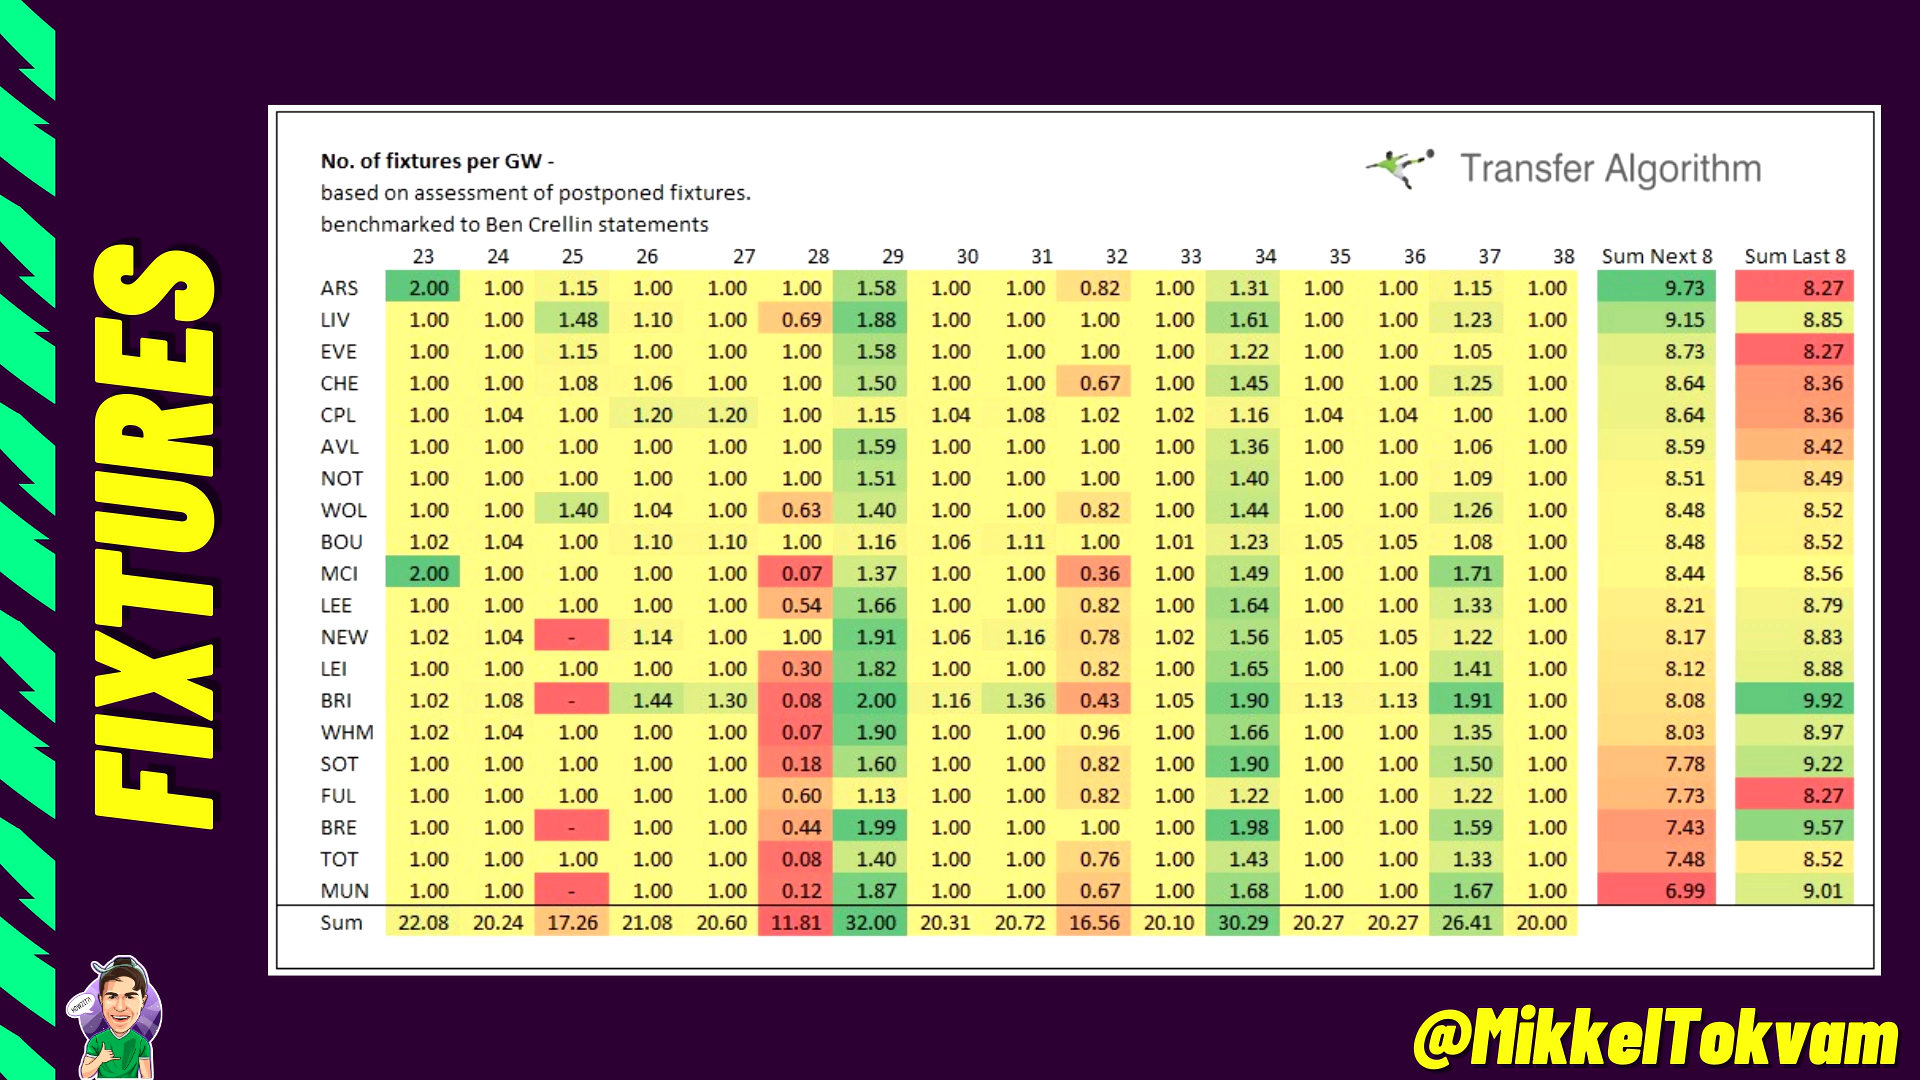 FIXTURES
No. of fixtures per GW -
based on assessment of postponed fixtures.
benchmarked to Ben Crellin statements
Transfer Algorithm
23 24 25 26 27 28 29 30 31 32 33 34 35 36 37 38 Sum Next 8 Sum Last 8
ARS 2.00 1.00 1.15 1.00 1.00 1.00 1.58 1.00 1.00 0.82 1.00 1.31 1.00 1.00 1.15 1.00 9.73 8.27
LIV 1.00 1.00 1.48 1.10 1.00 0.69 1.88 1.00 1.00 1.00 1.00 1.61 1.00 1.00 1.23 1.00 9.15 8.85
EVE 1.00 1.00 1.15 1.00 1.00 1.00 1.58 1.00 1.00 1.00 1.00 1.22 1.00 1.00 1.05 1.00 8.73 8.27
CHE 1.00 1.00 1.08 1.06 1.00 1.00 1.50 1.00 1.00 0.67 1.00 1.45 1.00 1.00 1.25 1.00 8.64 8.36
CPL 1.00 1.04 1.00 1.20 1.20 1.00 1.15 1.04 1.08 1.02 1.02 1.16 1.04 1.04 1.00 1.00 8.64 8.36
AVL 1.00 1.00 1.00 1.00 1.00 1.00 1.59 1.00 1.00 1.00 1.00 1.36 1.00 1.00 1.06 1.00 8.59 8.42
NOT 1.00 1.00 1.00 1.00 1.00 1.00 1.51 1.00 1.00 1.00 1.00 1.40 1.00 1.00 1.09 1.00 8.51 8.49
WOL 1.00 1.00 1.40 1.04 1.00 0.63 1.40 1.00 1.00 0.82 1.00 1.44 1.00 1.00 1.26 1.00 8.48 8.52
BOU 1.02 1.04 1.00 1.10 1.10 1.00 1.16 1.06 1.11 1.00 1.01 1.23 1.05 1.05 1.08 1.00 8.48 8.52
MCI 2.00 1.00 1.00 1.00 1.00 0.07 1.37 1.00 1.00 0.36 1.00 1.49 1.00 1.00 1.71 1.00 8.44 8.56
LEE 1.00 1.00 1.00 1.00 1.00 0.54 1.66 1.00 1.00 0.82 1.00 1.64 1.00 1.00 1.33 1.00 8.21 8.79
NEW 1.02 1.04 - 1.14 1.00 1.00 1.91 1.06 1.16 0.78 1.02 1.56 1.05 1.05 1.22 1.00 8.17 8.83
LEI 1.00 1.00 1.00 1.00 1.00 0.30 1.82 1.00 1.00 0.82 1.00 1.65 1.00 1.00 1.41 1.00 8.12 8.88
BRI 1.02 1.08 - 1.44 1.30 0.08 2.00 1.16 1.36 0.43 1.05 1.90 1.13 1.13 1.91 1.00 8.08 9.92
WHM 1.02 1.04 1.00 1.00 1.00 0.07 1.90 1.00 1.00 0.96 1.00 1.66 1.00 1.00 1.35 1.00 8.03 8.97
SOT 1.00 1.00 1.00 1.00 1.00 0.18 1.60 1.00 1.00 0.82 1.00 1.90 1.00 1.00 1.50 1.00 7.78 9.22
FUL 1.00 1.00 1.00 1.00 1.00 0.60 1.13 1.00 1.00 0.82 1.00 1.22 1.00 1.00 1.22 1.00 7.73 8.27
BRE 1.00 1.00 - 1.00 1.00 0.44 1.99 1.00 1.00 1.00 1.00 1.98 1.00 1.00 1.59 1.00 7.43 9.57
TOT 1.00 1.00 1.00 1.00 1.00 0.08 1.40 1.00 1.00 0.76 1.00 1.43 1.00 1.00 1.33 1.00 7.48 8.52
MUN 1.00 1.00 - 1.00 1.00 0.12 1.87 1.00 1.00 0.67 1.00 1.68 1.00 1.00 1.67 1.00 6.99 9.01
Sum 22.08 20.24 17.26 21.08 20.60 11.81 32.00 20.31 20.72 16.56 20.10 30.29 20.27 20.27 26.41 20.00
@MikkelTokvam